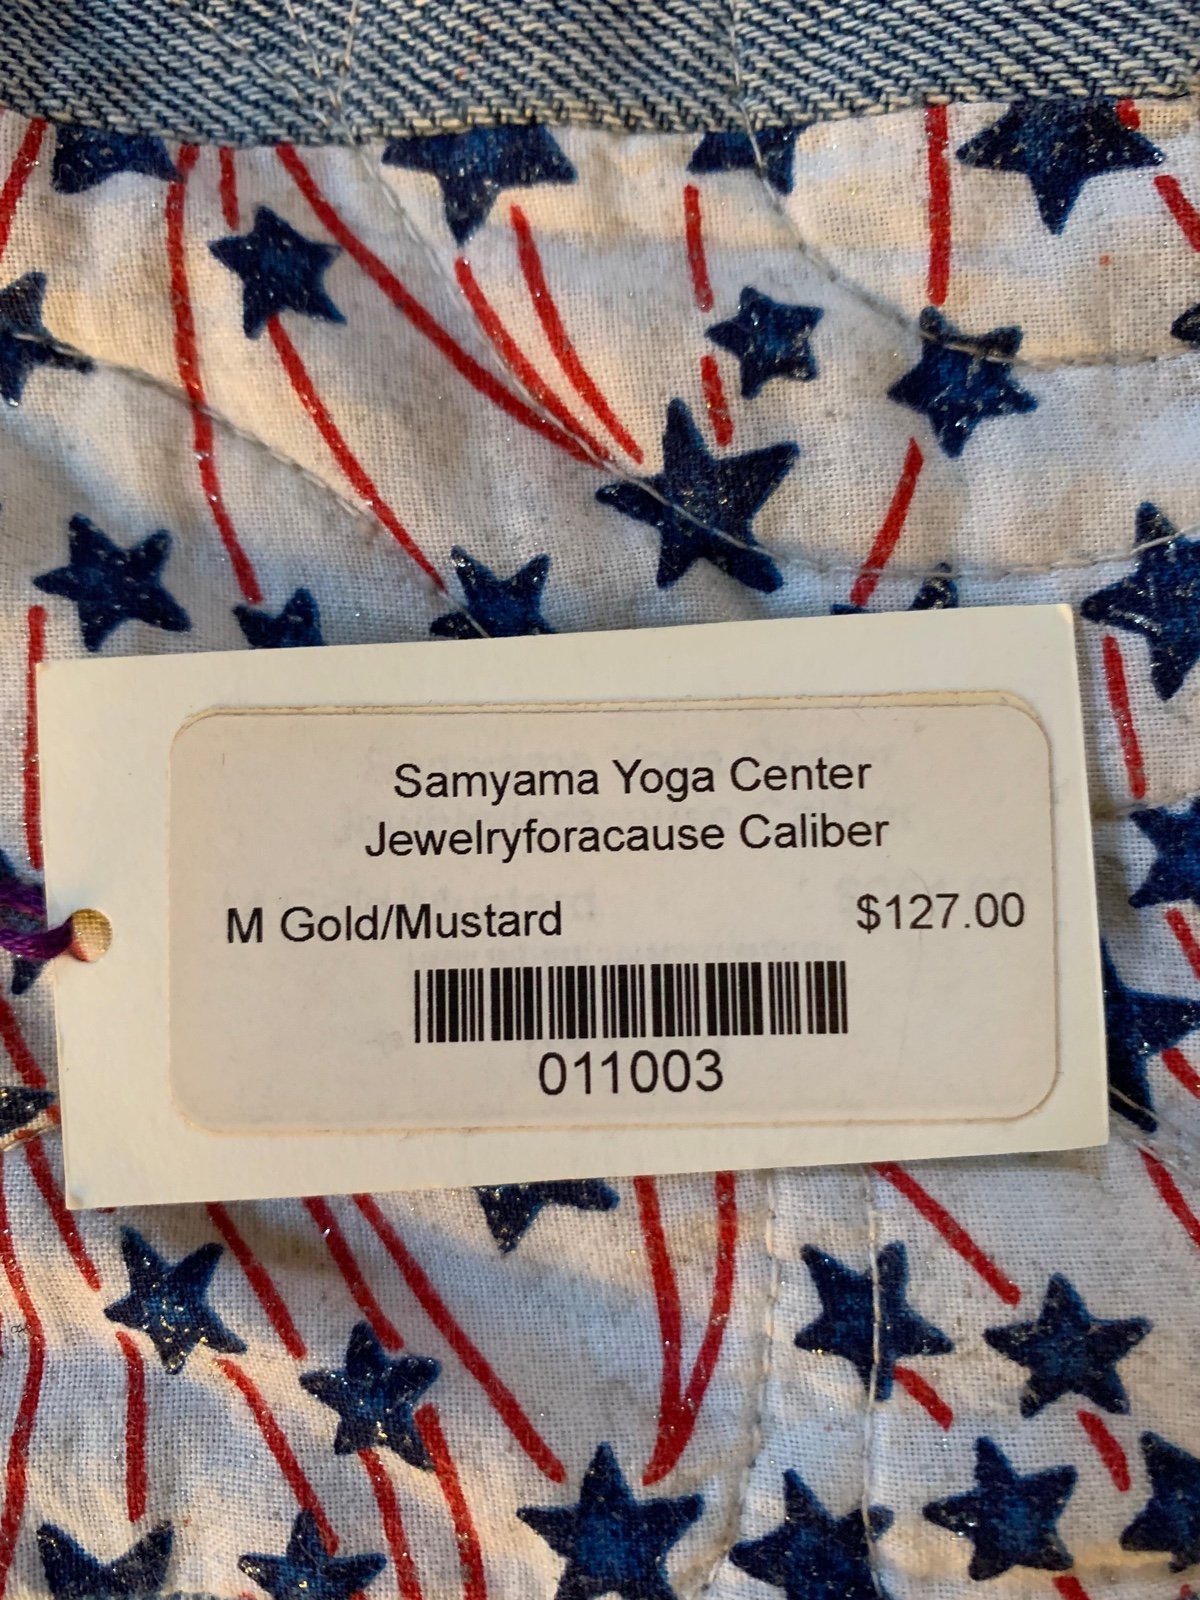 Samyama Yoga Center
Jewelryforacause Caliber
M Gold/Mustard $127.00
011003